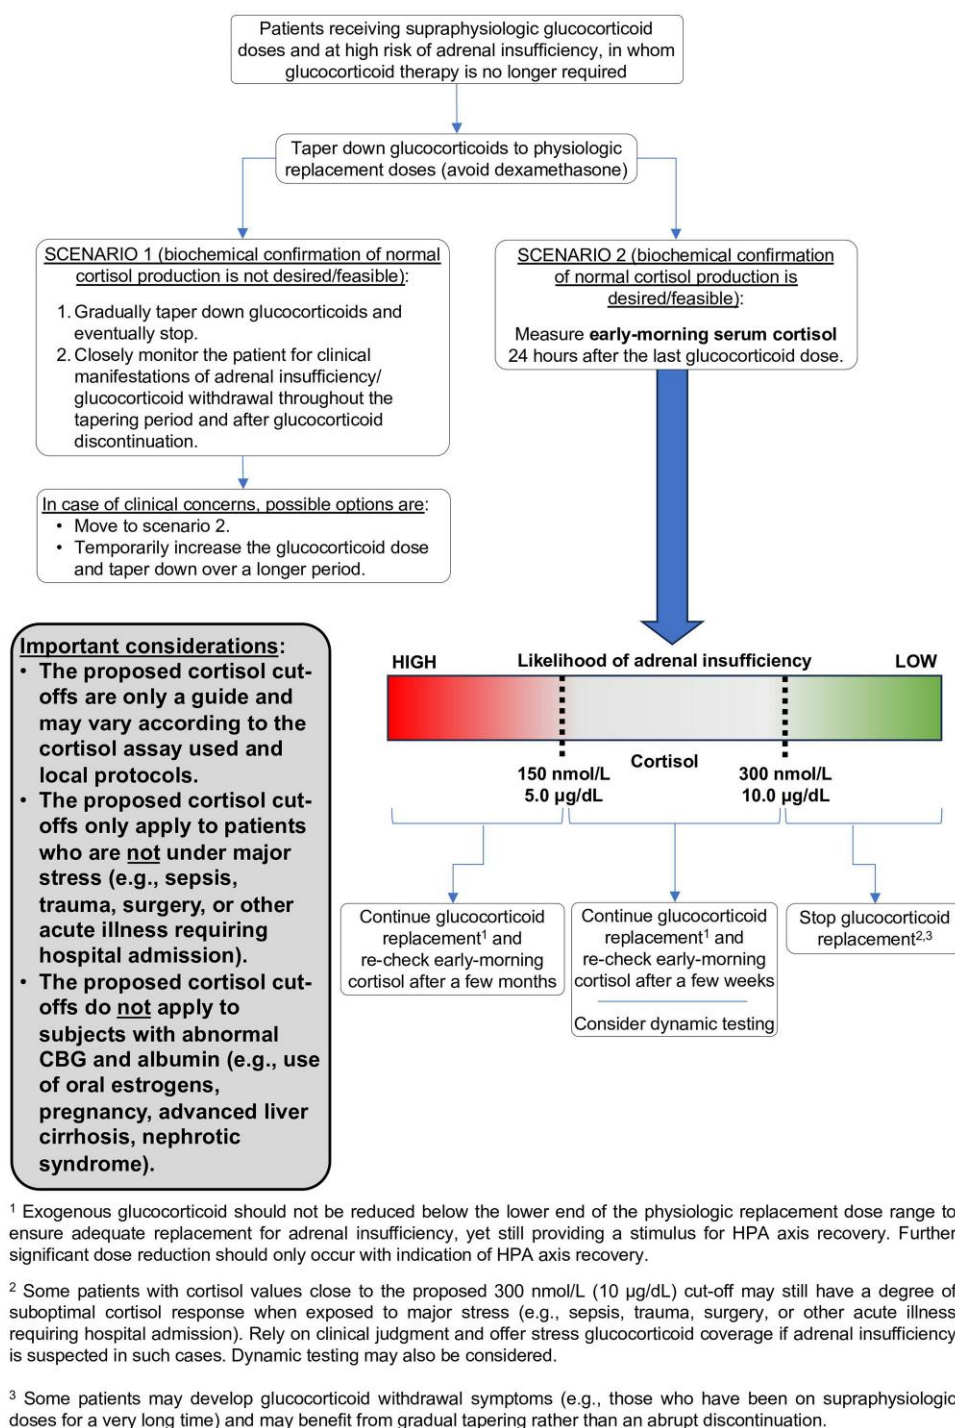 Patients receiving supraphysiologic glucocorticoid
doses and at high risk of adrenal insufficiency, in whom
glucocorticoid therapy is no longer required
Taper down glucocorticoids to physiologic
replacement doses (avoid dexamethasone)
SCENARIO 1 (biochemical confirmation of normal
cortisol production is not desired/feasible):
1. Gradually taper down glucocorticoids and
eventually stop.
2. Closely monitor the patient for clinical
manifestations of adrenal insufficiency/
glucocorticoid withdrawal throughout the
tapering period and after glucocorticoid
discontinuation.
In case of clinical concerns, possible options are:
• Move to scenario 2.
• Temporarily increase the glucocorticoid dose
and taper down over a longer period.
SCENARIO 2 (biochemical confirmation
of normal cortisol production is
desired/feasible):
Measure early-morning serum cortisol
24 hours after the last glucocorticoid dose.
Important considerations:
• The proposed cortisol cut-
offs are only a guide and
may vary according to the
cortisol assay used and
local protocols.
• The proposed cortisol cut-
offs only apply to patients
who are not under major
stress (e.g., sepsis,
trauma, surgery, or other
acute illness requiring
hospital admission).
• The proposed cortisol cut-
offs do not apply to
subjects with abnormal
CBG and albumin (e.g., use
of oral estrogens,
pregnancy, advanced liver
cirrhosis, nephrotic
syndrome).
HIGH Likelihood of adrenal insufficiency LOW
Cortisol
150 nmol/L 300 nmol/L
5.0 µg/dL 10.0 µg/dL
Continue glucocorticoid
replacement¹ and
re-check early-morning
cortisol after a few months
Continue glucocorticoid
replacement¹ and
re-check early-morning
cortisol after a few weeks
Consider dynamic testing
Stop glucocorticoid
replacement²,³
¹ Exogenous glucocorticoid should not be reduced below the lower end of the physiologic replacement dose range to
ensure adequate replacement for adrenal insufficiency, yet still providing a stimulus for HPA axis recovery. Further
significant dose reduction should only occur with indication of HPA axis recovery.
² Some patients with cortisol values close to the proposed 300 nmol/L (10 µg/dL) cut-off may still have a degree of
suboptimal cortisol response when exposed to major stress (e.g., sepsis, trauma, surgery, or other acute illness
requiring hospital admission). Rely on clinical judgment and offer stress glucocorticoid coverage if adrenal insufficiency
is suspected in such cases. Dynamic testing may also be considered.
³ Some patients may develop glucocorticoid withdrawal symptoms (e.g., those who have been on supraphysiologic
doses for a very long time) and may benefit from gradual tapering rather than an abrupt discontinuation.